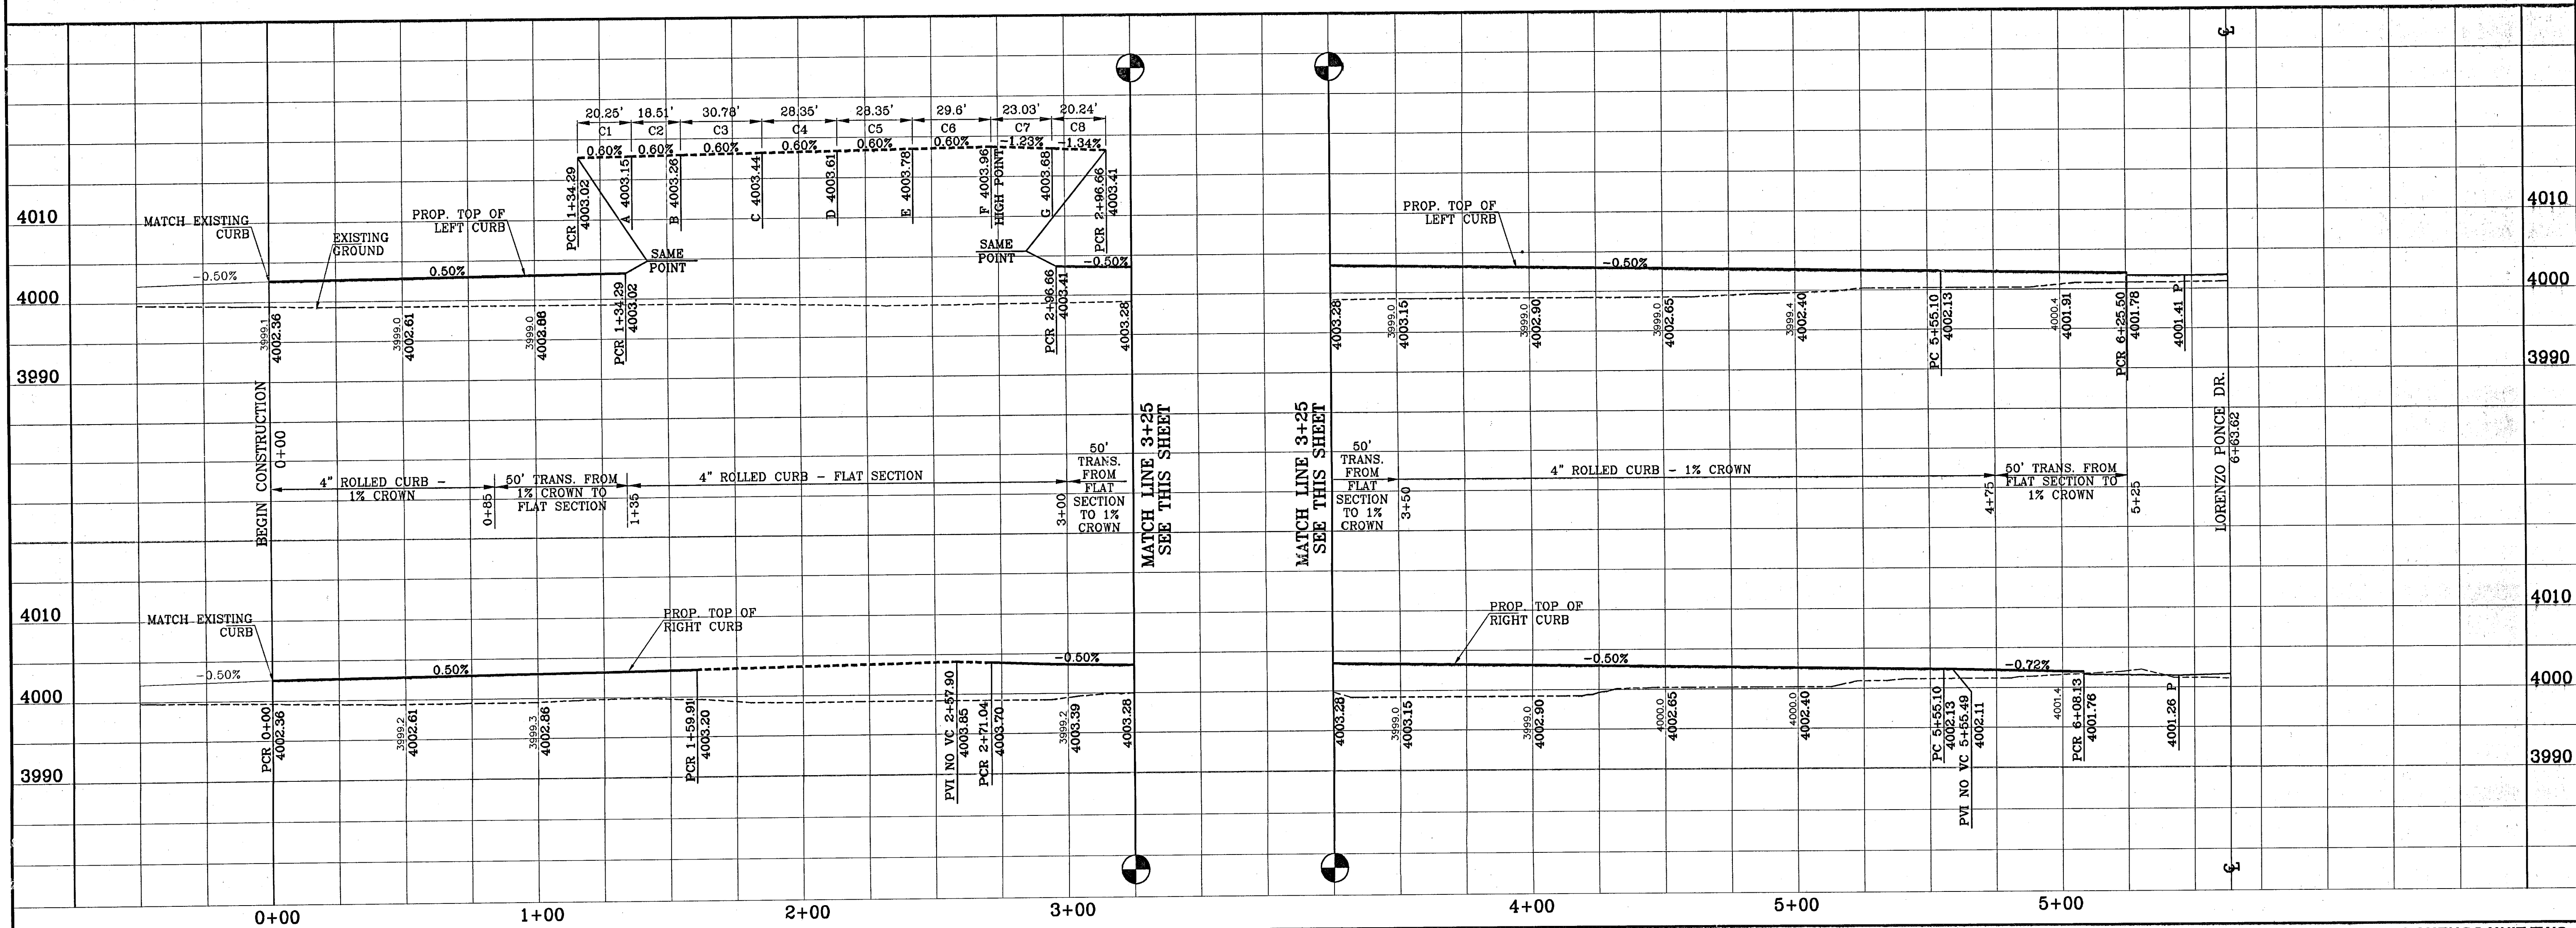 ℄
20.25' 18.51' 30.78' 28.35' 28.35' 29.6' 23.03' 20.24'
C1 C2 C3 C4 C5 C6 C7 C8
0.60% 0.60% 0.60% 0.60% 0.60% 0.60% -1.23% -1.34%
PCR 1+34.29
4003.02
A 4003.15
B 4003.26
C 4003.44
D 4003.61
E 4003.78
F 4003.96
HIGH POINT
G 4003.68
PCR 2+96.66
4003.41
4010
MATCH EXISTING
CURB
EXISTING
GROUND
PROP. TOP OF
LEFT CURB
SAME
POINT
SAME
POINT
PROP. TOP OF
LEFT CURB
4010
-0.50%
0.50%
-0.50%
-0.50%
4000
4000
3999.1
4002.36
3999.0
4002.61
3999.0
4002.68
PCR 1+34.29
4003.02
PCR 2+96.66
4003.41
4003.28
4003.28
3999.0
4003.15
3999.0
4002.90
3999.0
4002.65
3999.4
4002.40
PC 5+55.10
4002.13
4000.4
4001.91
PCR 6+25.50
4001.78
4001.41 P
3990
3990
BEGIN CONSTRUCTION
0+00
4" ROLLED CURB -
1% CROWN
0+85
50' TRANS. FROM
1% CROWN TO
FLAT SECTION
1+35
4" ROLLED CURB - FLAT SECTION
3+00
50'
TRANS.
FROM
FLAT
SECTION
TO 1%
CROWN
MATCH LINE 3+25
SEE THIS SHEET
MATCH LINE 3+25
SEE THIS SHEET
50'
TRANS.
FROM
FLAT
SECTION
TO 1%
CROWN
3+50
4" ROLLED CURB - 1% CROWN
4+75
50' TRANS. FROM
FLAT SECTION TO
1% CROWN
5+25
LORENZO PONCE DR.
6+63.62
4010
MATCH EXISTING
CURB
PROP. TOP OF
RIGHT CURB
PROP. TOP OF
RIGHT CURB
4010
-0.50%
0.50%
-0.50%
-0.50%
-0.72%
4000
4000
PCR 0+00
4002.36
3999.2
4002.61
3999.3
4002.86
PCR 1+59.91
4003.20
PVI NO VC 2+57.90
4003.85
PCR 2+71.04
4003.70
3999.2
4003.39
4003.28
4003.28
3999.0
4003.15
3999.0
4002.90
4000.0
4002.65
4000.0
4002.40
PC 5+55.10
4002.13
PVI NO VC 5+55.49
4002.11
4001.4
PCR 6+08.13
4001.76
4001.26 P
3990
3990
℄
0+00 1+00 2+00 3+00 4+00 5+00 5+00